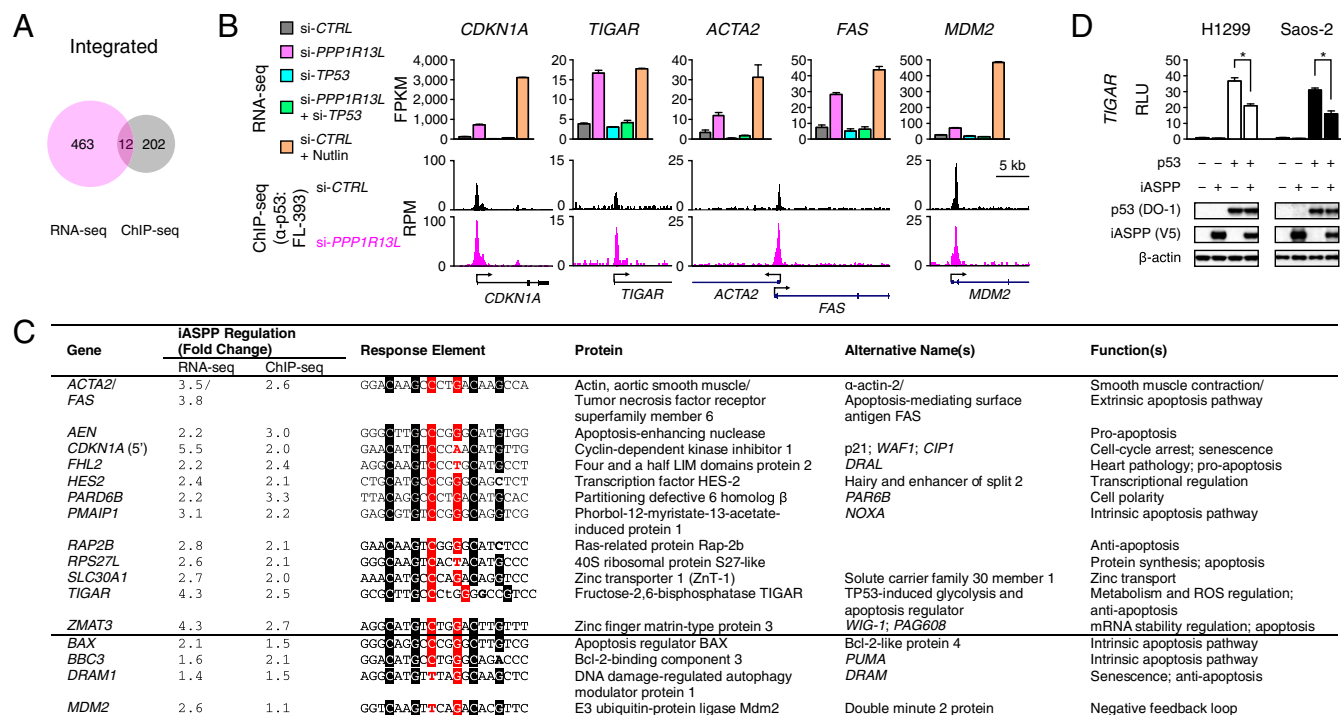 A
Integrated
463
12
202
RNA-seq
ChIP-seq
B
si-CTRL
si-PPP1R13L
si-TP53
si-PPP1R13L
+ si-TP53
si-CTRL
+ Nutlin
CDKN1A
TIGAR
ACTA2
FAS
MDM2
RNA-seq
FPKM
4,000
3,000
2,000
1,000
0
20
15
10
5
0
40
30
20
10
0
50
40
30
20
10
0
500
400
300
200
100
0
ChIP-seq
(α-p53:
FL-393)
RPM
si-CTRL
si-PPP1R13L
100
0
100
0
25
0
25
0
25
0
25
0
25
0
25
0
5 kb
CDKN1A
TIGAR
ACTA2
FAS
MDM2
D
H1299
Saos-2
TIGAR
RLU
50
40
30
20
10
0
*
*
p53 – – + + – – + +
iASPP – + – + – + – +
p53 (DO-1)
iASPP (V5)
β-actin
C
Gene iASPP Regulation (Fold Change) Response Element Protein Alternative Name(s) Function(s)
RNA-seq ChIP-seq
ACTA2/ 3.5/ 2.6 GGACAAGCCCTGACAAGCCA Actin, aortic smooth muscle/ α-actin-2/ Smooth muscle contraction/
FAS 3.8 Tumor necrosis factor receptor Apoptosis-mediating surface Extrinsic apoptosis pathway
superfamily member 6 antigen FAS
AEN 2.2 3.0 GGGCTTGCCCGGGCATGTGG Apoptosis-enhancing nuclease Pro-apoptosis
CDKN1A (5') 5.5 2.0 GAACATGTCCCAACATGTTG Cyclin-dependent kinase inhibitor 1 p21; WAF1; CIP1 Cell-cycle arrest; senescence
FHL2 2.2 2.4 AGGCAAGTCCCTGCATGCCT Four and a half LIM domains protein 2 DRAL Heart pathology; pro-apoptosis
HES2 2.4 2.1 CTGCATGCCCGGGCAGCTCT Transcription factor HES-2 Hairy and enhancer of split 2 Transcriptional regulation
PARD6B 2.2 3.3 TTACAGGCCCTGACATGCAC Partitioning defective 6 homolog β PAR6B Cell polarity
PMAIP1 3.1 2.2 GAGCGTGTCCGGGCAGGTCG Phorbol-12-myristate-13-acetate- NOXA Intrinsic apoptosis pathway
induced protein 1
RAP2B 2.8 2.1 GAACAAGTCGGGGCATCTCC Ras-related protein Rap-2b Anti-apoptosis
RPS27L 2.6 2.1 GGGCAAGTCACTACATGCCC 40S ribosomal protein S27-like Protein synthesis; apoptosis
SLC30A1 2.7 2.0 AAACATGCCCAGACAGGTCC Zinc transporter 1 (ZnT-1) Solute carrier family 30 member 1 Zinc transport
TIGAR 4.3 2.5 GCGCTTGCCCtGGGGGCCGTCC Fructose-2,6-bisphosphatase TIGAR TP53-induced glycolysis and Metabolism and ROS regulation;
apoptosis regulator anti-apoptosis
ZMAT3 4.3 2.7 AGGCATGTCTGGACTTGTTT Zinc finger matrin-type protein 3 WIG-1; PAG608 mRNA stability regulation; apoptosis
BAX 2.1 1.5 GGGCAGGCCCGGGCTTGTCG Apoptosis regulator BAX Bcl-2-like protein 4 Intrinsic apoptosis pathway
BBC3 1.6 2.1 GGACATGCCTGGGCAGACCC Bcl-2-binding component 3 PUMA Intrinsic apoptosis pathway
DRAM1 1.4 1.5 AGGCATGTTTAGGCAAGCTC DNA damage-regulated autophagy DRAM Senescence; anti-apoptosis
modulator protein 1
MDM2 2.6 1.1 GGTCAAGTTCAGACACGTTC E3 ubiquitin-protein ligase Mdm2 Double minute 2 protein Negative feedback loop